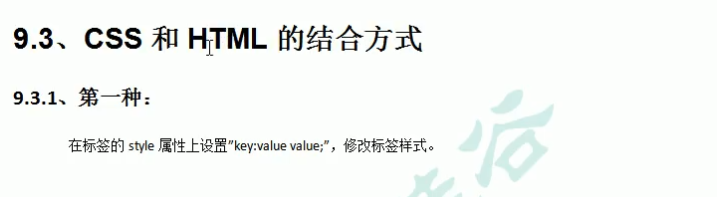 9.3、CSS 和 HTML 的结合方式
9.3.1、第一种：
在标签的 style 属性上设置”key:value value;”，修改标签样式。